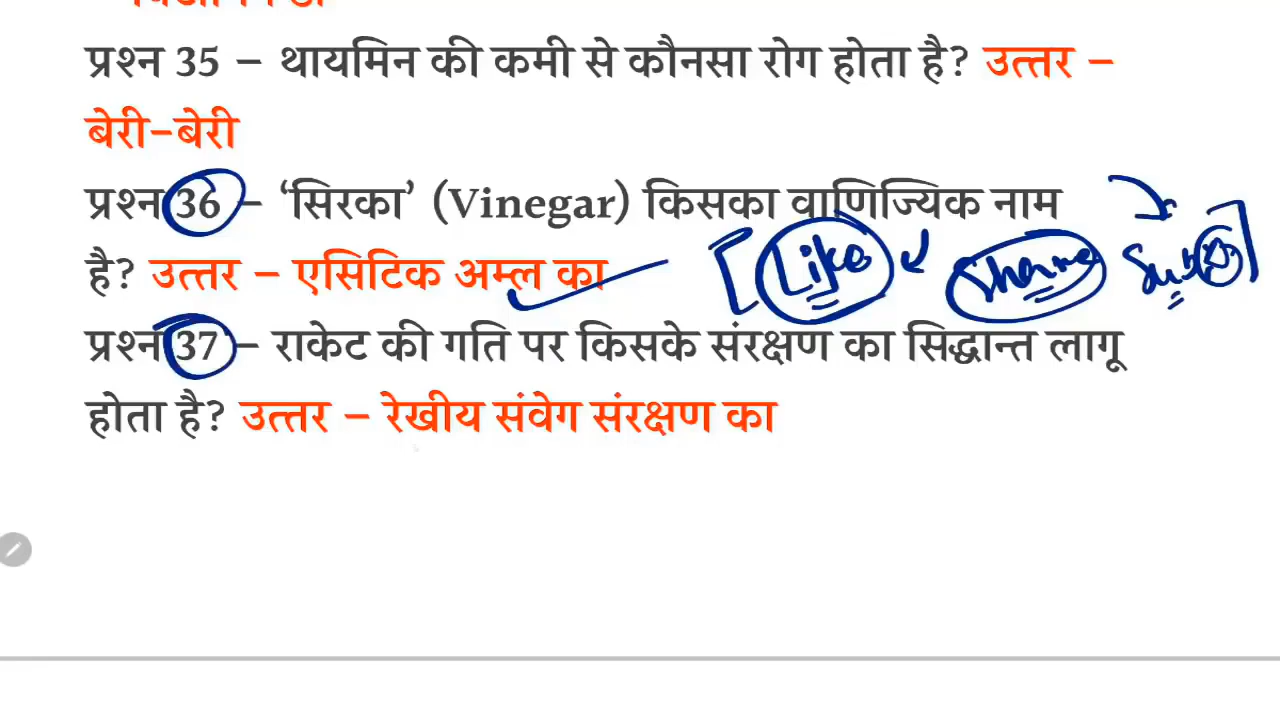 प्रश्न 35 – थायमिन की कमी से कौनसा रोग होता है? उत्तर –
बेरी-बेरी
प्रश्न 36 – ‘सिरका’ (Vinegar) किसका वाणिज्यिक नाम
है? उत्तर – एसिटिक अम्ल का
[Like Share
प्रश्न 37 – राकेट की गति पर किसके संरक्षण का सिद्धान्त लागू
होता है? उत्तर – रेखीय संवेग संरक्षण का